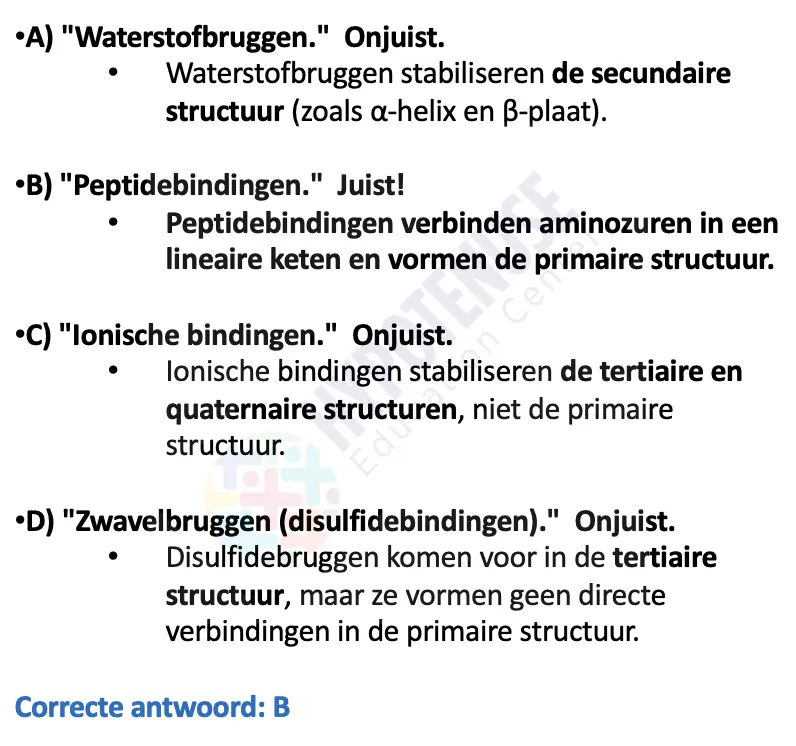 •A) "Waterstofbruggen."  Onjuist.
• Waterstofbruggen stabiliseren de secundaire
structuur (zoals α-helix en β-plaat).
•B) "Peptidebindingen."  Juist!
• Peptidebindingen verbinden aminozuren in een
lineaire keten en vormen de primaire structuur.
•C) "Ionische bindingen."  Onjuist.
• Ionische bindingen stabiliseren de tertiaire en
quaternaire structuren, niet de primaire
structuur.
•D) "Zwavelbruggen (disulfidebindingen)."  Onjuist.
• Disulfidebruggen komen voor in de tertiaire
structuur, maar ze vormen geen directe
verbindingen in de primaire structuur.
Correcte antwoord: B
HYPOTENUSE
Education Center